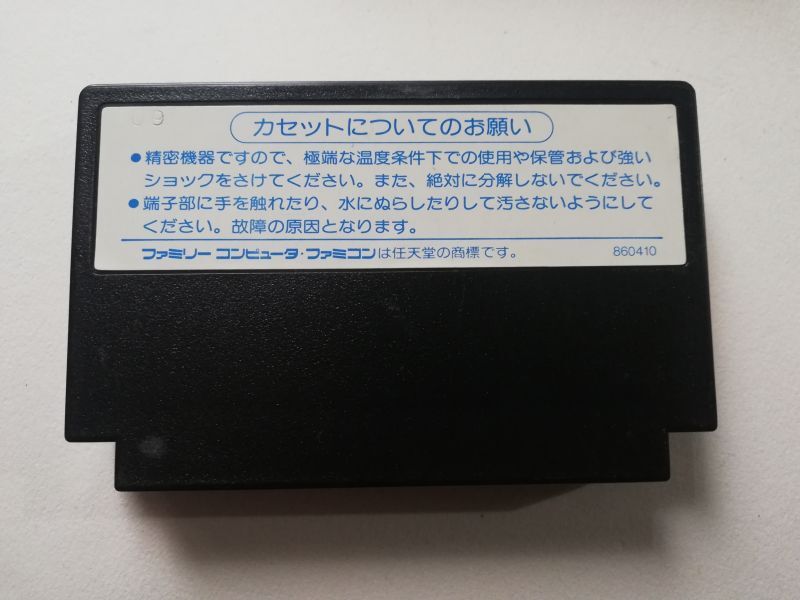 09
カセットについてのお願い
●精密機器ですので、極端な温度条件下での使用や保管および強い
ショックをさけてください。また、絶対に分解しないでください。
●端子部に手を触れたり、水にぬらしたりして汚さないようにして
ください。故障の原因となります。
ファミリー コンピュータ・ファミコンは任天堂の商標です。 860410